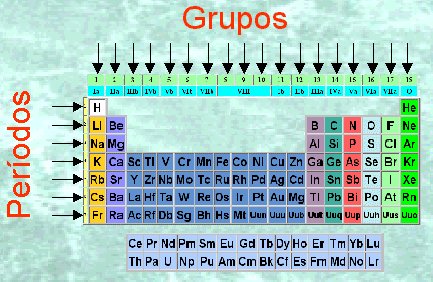 Grupos
Períodos
1 2 3 4 5 6 7 8 9 10 11 12 13 14 15 16 17 18
Ia IIa IIIb IVb Vb VIb VIIb VIII Ib IIb IIIa IVa Va VIa VIIa O
H He
Li Be B C N O F Ne
Na Mg Al Si P S Cl Ar
K Ca Sc Ti V Cr Mn Fe Co Ni Cu Zn Ga Ge As Se Br Kr
Rb Sr Y Zr Nb Mo Tc Ru Rh Pd Ag Cd In Sn Sb Te I Xe
Cs Ba La Hf Ta W Re Os Ir Pt Au Mg Tl Pb Bi Po At Rn
Fr Ra Ac Rf Db Sg Bh Hs Mt Uun Uuu Uub Uut Uuq Uup Uuh Uus Uuo
Ce Pr Nd Pm Sm Eu Gd Tb Dy Ho Er Tm Yb Lu
Th Pa U Np Pu Am Cm Bk Cf Es Fm Md No Lr